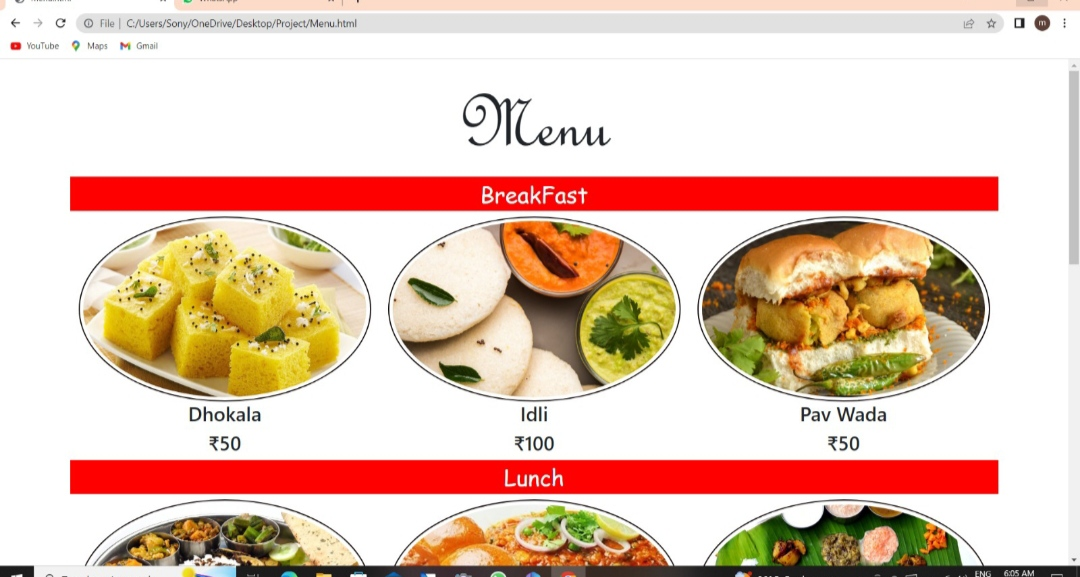 File | C:/Users/Sony/OneDrive/Desktop/Project/Menu.html
YouTube Maps Gmail
Menu
BreakFast
Dhokala Idli Pav Wada
₹50 ₹100 ₹50
Lunch
ENG 6:05 AM